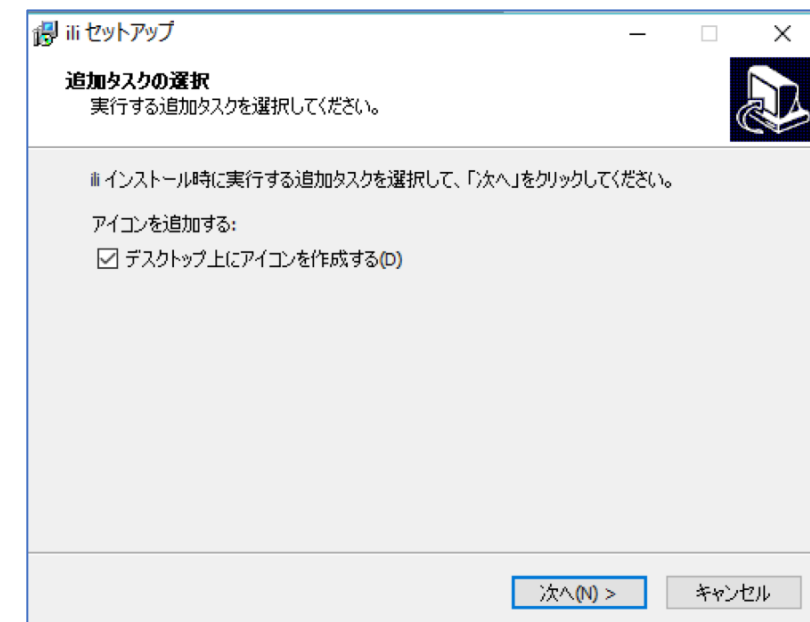 ili セットアップ
追加タスクの選択
実行する追加タスクを選択してください。
ili インストール時に実行する追加タスクを選択して、「次へ」をクリックしてください。
アイコンを追加する:
デスクトップ上にアイコンを作成する(D)
次へ(N) >
キャンセル